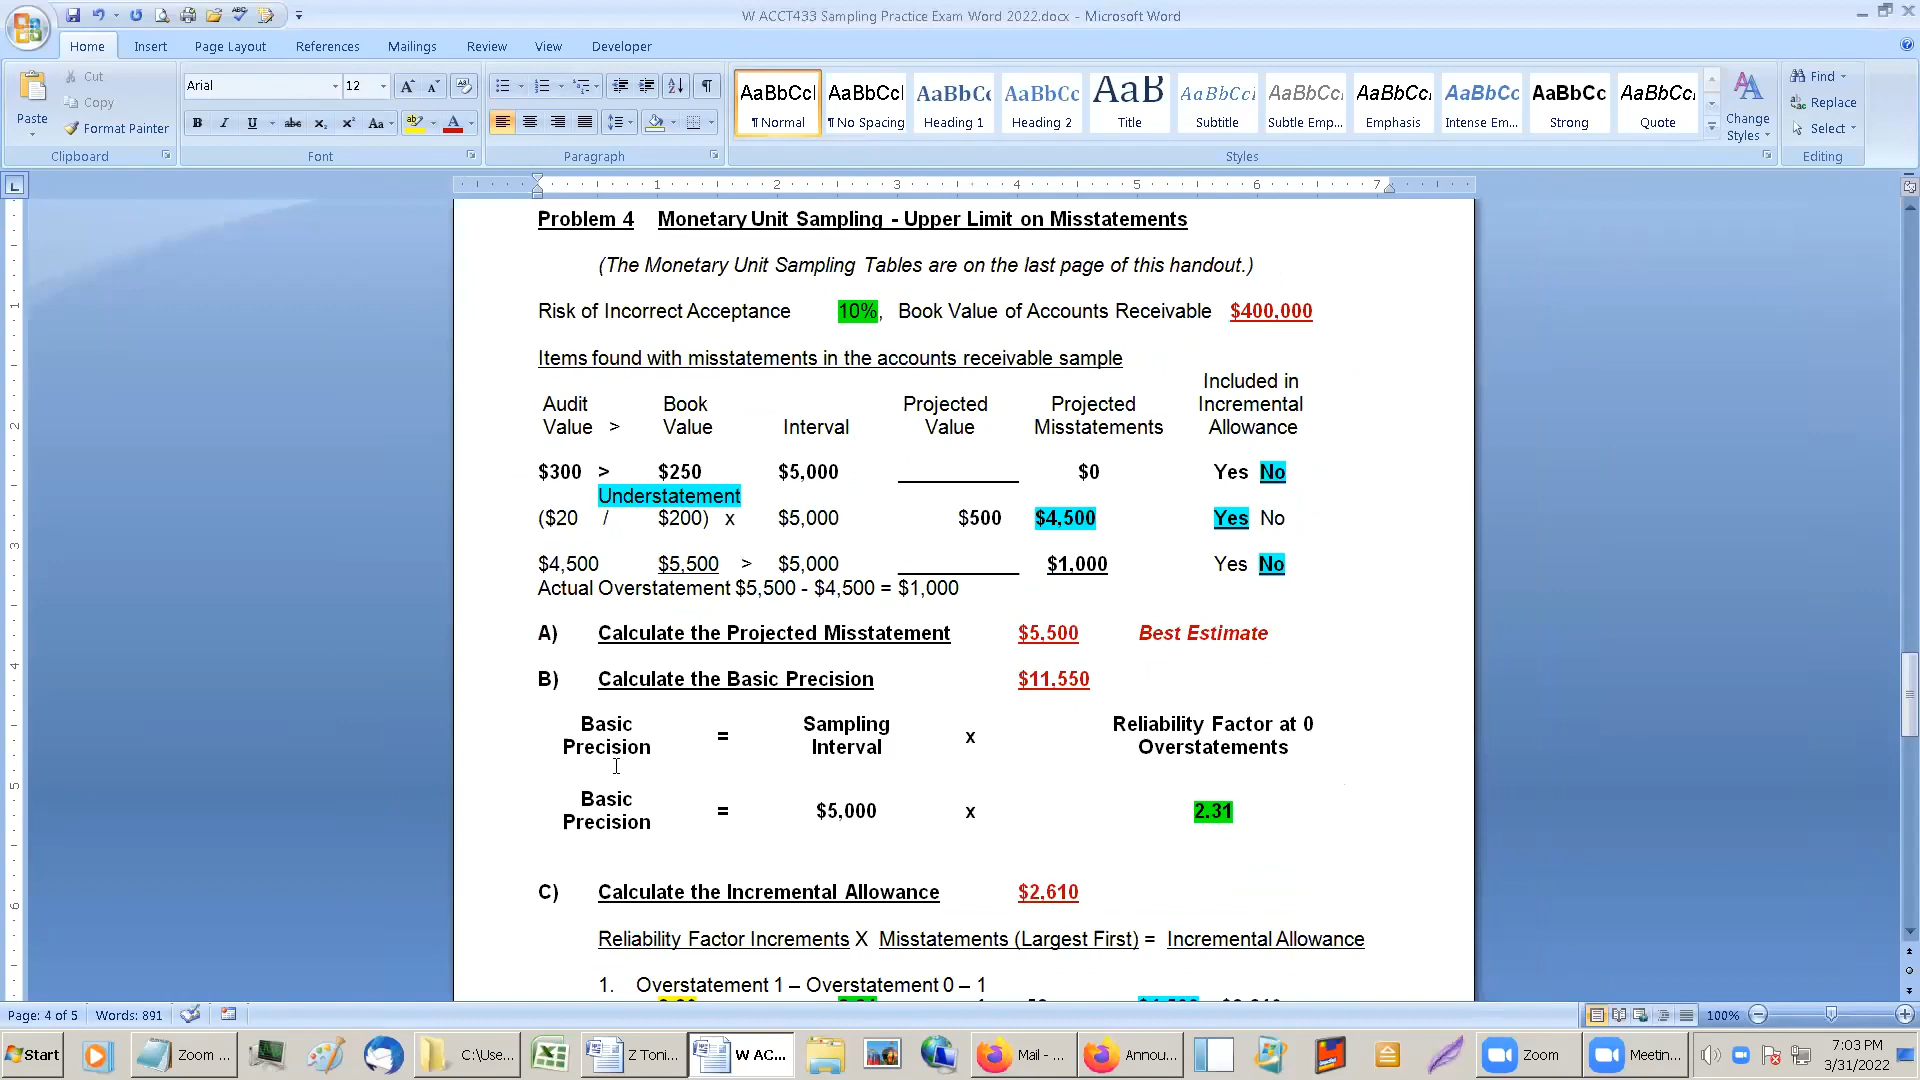 W ACCT433 Sampling Practice Exam Word 2022.docx - Microsoft Word
Home Insert Page Layout References Mailings Review View Developer
Paste
Cut
Copy
Format Painter
Clipboard
Arial 12
Font
Paragraph
AaBbCcI AaBbCcI AaBbCc AaBbCc AaB AaBbCcI AaBbCcI AaBbCcI AaBbCcI AaBbCcI AaBbCcI
¶ Normal ¶ No Spacing Heading 1 Heading 2 Title Subtitle Subtle Emp... Emphasis Intense Em... Strong Quote
Change Styles
Styles
Find
Replace
Select
Editing
1 2 3 4 5 6 7
Problem 4 Monetary Unit Sampling - Upper Limit on Misstatements
(The Monetary Unit Sampling Tables are on the last page of this handout.)
Risk of Incorrect Acceptance 10%, Book Value of Accounts Receivable $400,000
Items found with misstatements in the accounts receivable sample
Included in
Audit Book Projected Projected Incremental
Value > Value Interval Value Misstatements Allowance
$300 > $250 $5,000 $0 Yes No
Understatement
($20 / $200) x $5,000 $500 $4,500 Yes No
$4,500 $5,500 > $5,000 $1,000 Yes No
Actual Overstatement $5,500 - $4,500 = $1,000
A) Calculate the Projected Misstatement $5,500 Best Estimate
B) Calculate the Basic Precision $11,550
Basic Sampling Reliability Factor at 0
Precision = Interval x Overstatements
Basic
Precision = $5,000 x 2.31
C) Calculate the Incremental Allowance $2,610
Reliability Factor Increments X Misstatements (Largest First) = Incremental Allowance
1. Overstatement 1 – Overstatement 0 – 1
Page: 4 of 5 Words: 891 100%
Start Zoom ... C:\Use... Z Toni... W AC... Mail - ... Annou... Zoom Meetin... 7:03 PM
3/31/2022